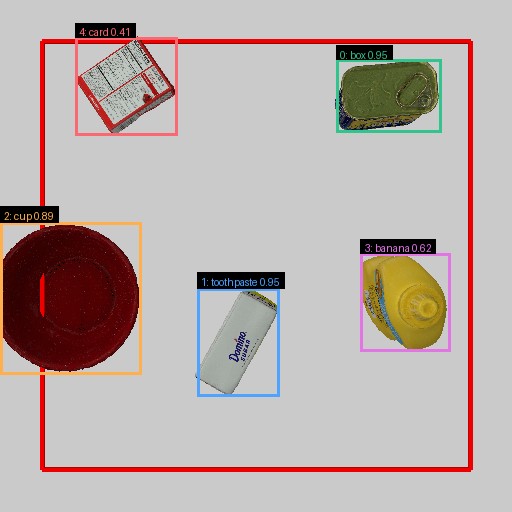 4: card 0.41
0: box 0.95
2: cup 0.89
3: banana 0.62
1: toothpaste 0.95
Domino
SUGAR